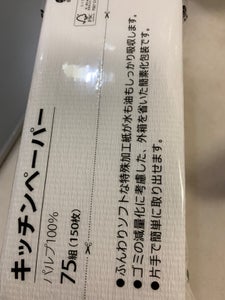 キッチンペーパー
パルプ100%
75組(150枚)
●ふんわりソフトな特殊加工紙が水も油もしっかり吸収します。
●ゴミの減量化に考慮した、外箱を省いた簡素化包装です。
●片手で簡単に取り出せます。